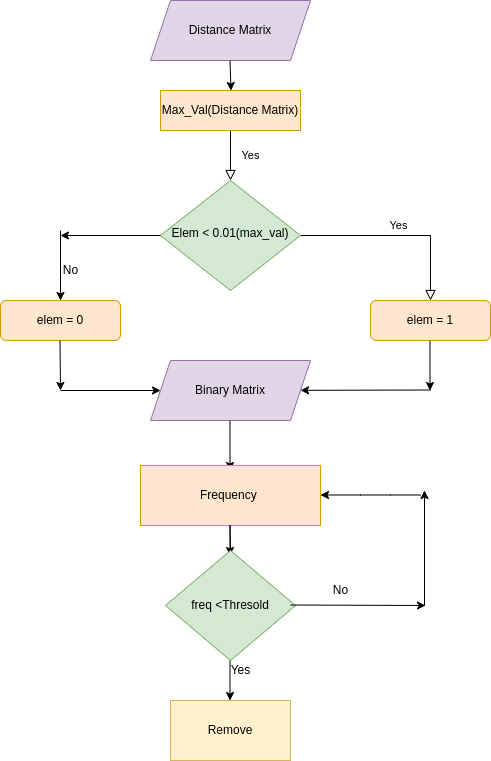 Distance Matrix
Max_Val(Distance Matrix)
Yes
Elem < 0.01(max_val)
Yes
No
elem = 0
elem = 1
Binary Matrix
Frequency
freq <Thresold
No
Yes
Remove